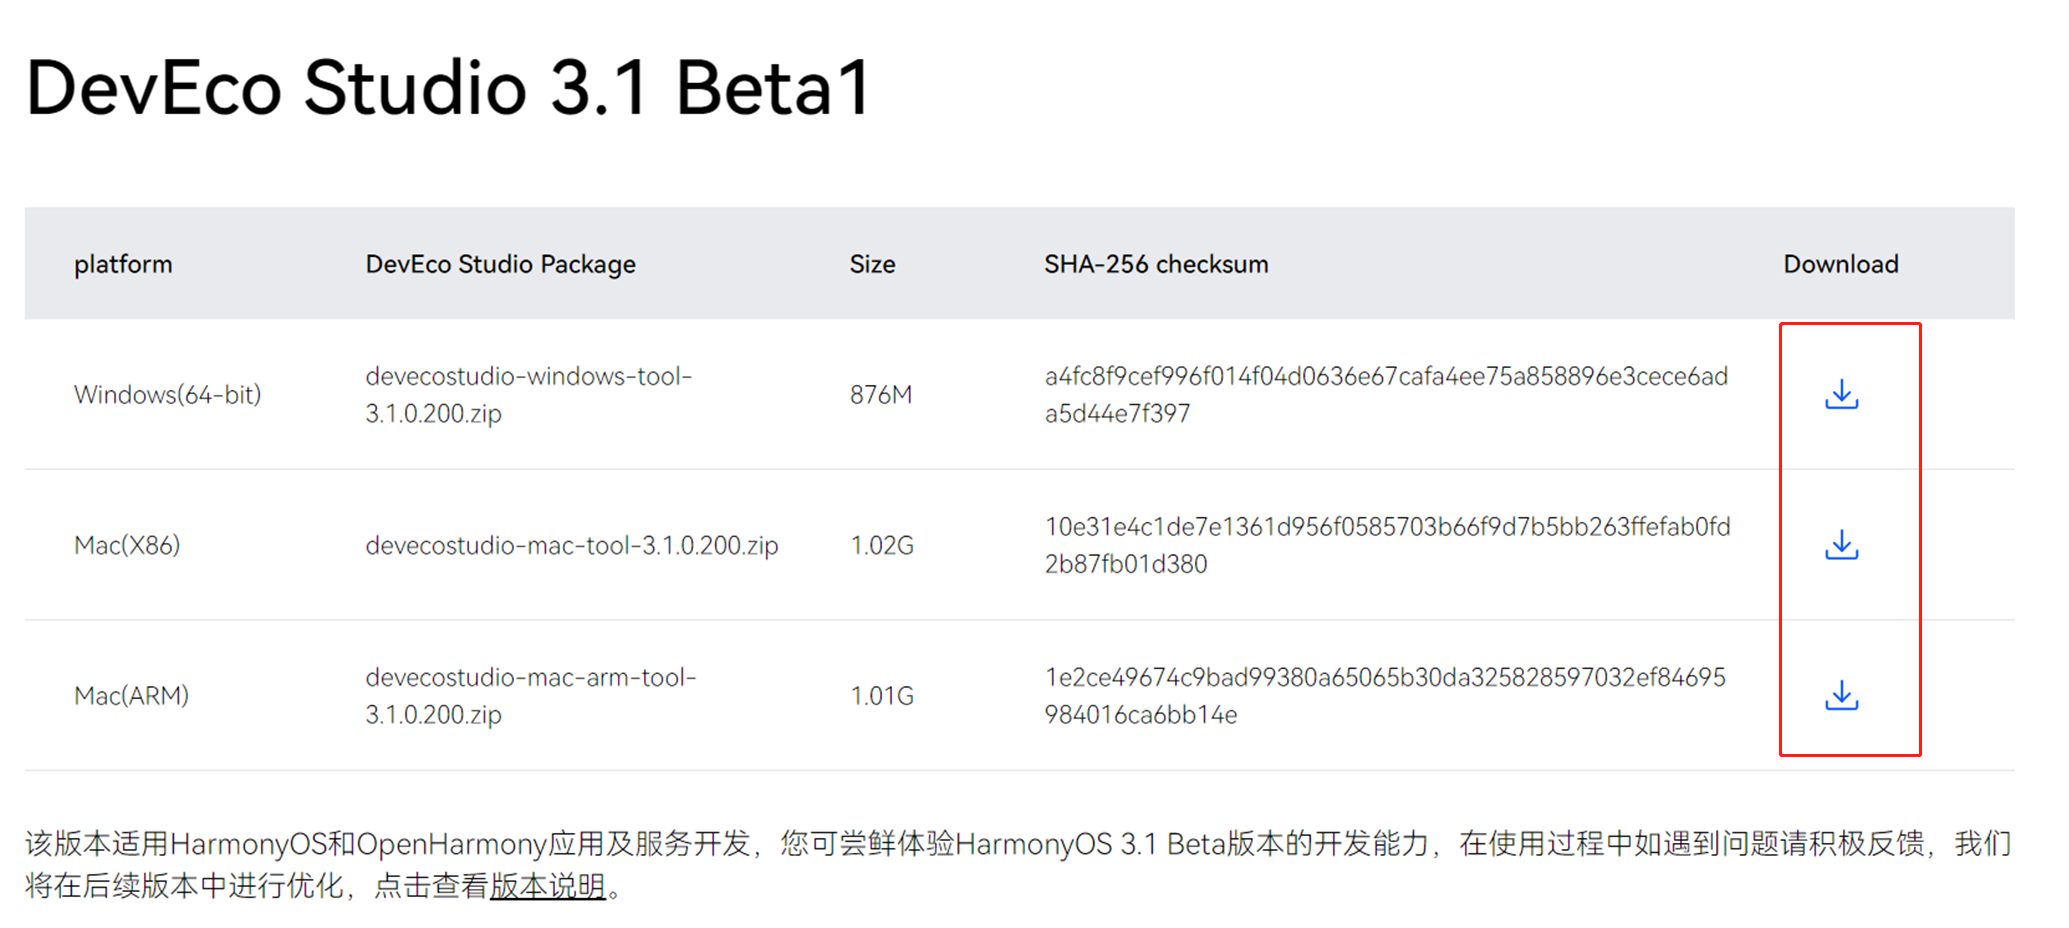 DevEco Studio 3.1 Beta1
platform DevEco Studio Package Size SHA-256 checksum Download
devecostudio-windows-tool- a4fc8f9cef996f014f04d0636e67cafa4ee75a858896e3cece6ad
Windows(64-bit) 876M
3.1.0.200.zip a5d44e7f397
10e31e4c1de7e1361d956f0585703b66f9d7b5bb263ffefab0fd
Mac(X86) devecostudio-mac-tool-3.1.0.200.zip 1.02G
2b87fb01d380
devecostudio-mac-arm-tool- 1e2ce49674c9bad99380a65065b30da325828597032ef84695
Mac(ARM) 1.01G
3.1.0.200.zip 984016ca6bb14e
该版本适用HarmonyOS和OpenHarmony应用及服务开发，您可尝鲜体验HarmonyOS 3.1 Beta版本的开发能力，在使用过程中如遇到问题请积极反馈，我们
将在后续版本中进行优化，点击查看版本说明。